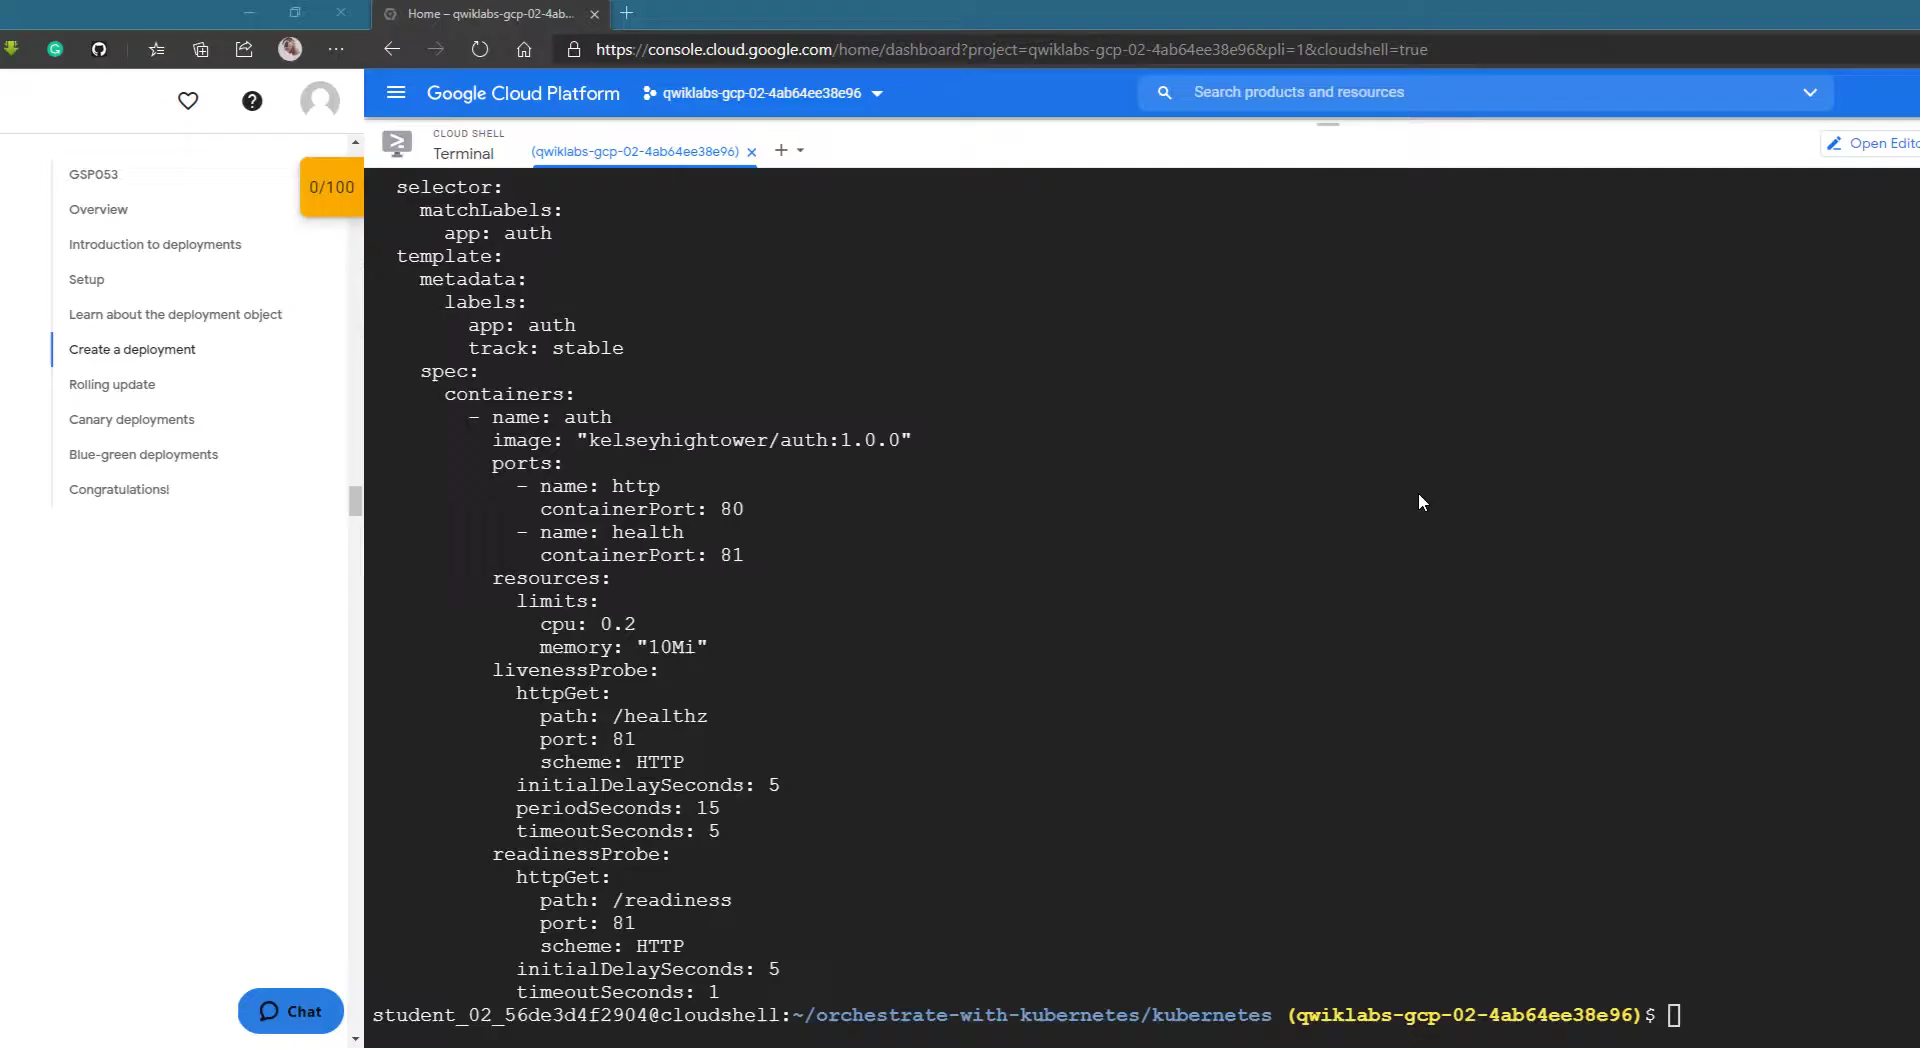 Home – qwiklabs-gcp-02-4ab...
https://console.cloud.google.com/home/dashboard?project=qwiklabs-gcp-02-4ab64ee38e96&pli=1&cloudshell=true
Google Cloud Platform
qwiklabs-gcp-02-4ab64ee38e96
Search products and resources
CLOUD SHELL
Terminal
(qwiklabs-gcp-02-4ab64ee38e96)
Open Edito
GSP053
0/100
Overview
Introduction to deployments
Setup
Learn about the deployment object
Create a deployment
Rolling update
Canary deployments
Blue-green deployments
Congratulations!
Chat
selector:
matchLabels:
app: auth
template:
metadata:
labels:
app: auth
track: stable
spec:
containers:
- name: auth
image: "kelseyhightower/auth:1.0.0"
ports:
- name: http
containerPort: 80
- name: health
containerPort: 81
resources:
limits:
cpu: 0.2
memory: "10Mi"
livenessProbe:
httpGet:
path: /healthz
port: 81
scheme: HTTP
initialDelaySeconds: 5
periodSeconds: 15
timeoutSeconds: 5
readinessProbe:
httpGet:
path: /readiness
port: 81
scheme: HTTP
initialDelaySeconds: 5
timeoutSeconds: 1
student_02_56de3d4f2904@cloudshell:~/orchestrate-with-kubernetes/kubernetes (qwiklabs-gcp-02-4ab64ee38e96)$